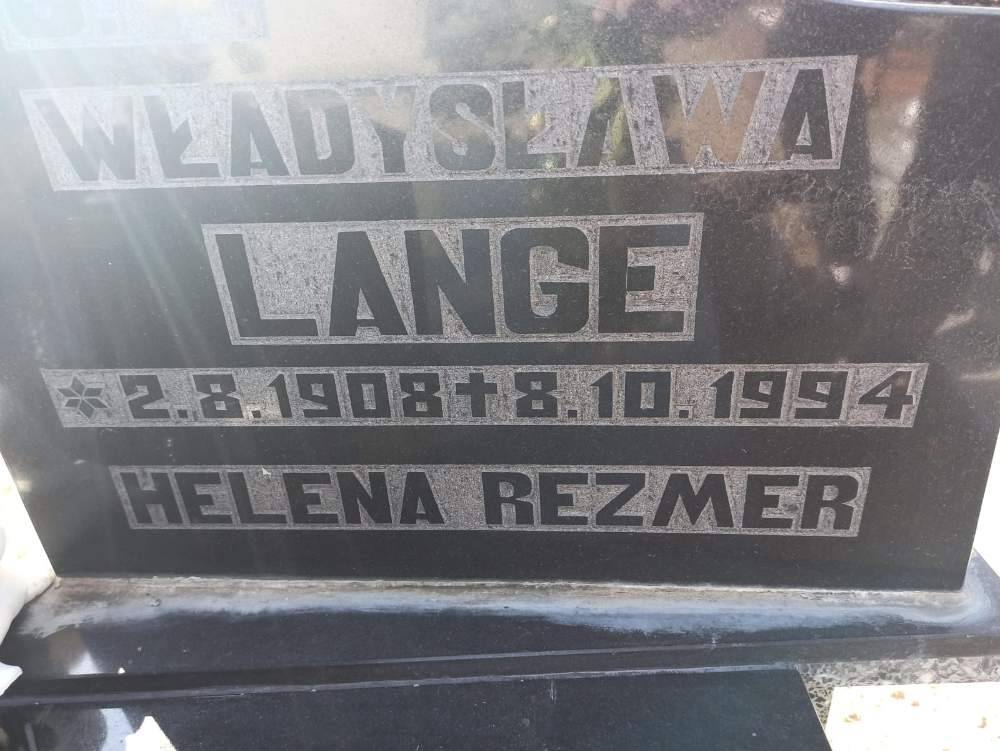 WŁADYSŁAWA
LANGE
* 2.8.1908 † 8.10.1994
HELENA REZMER